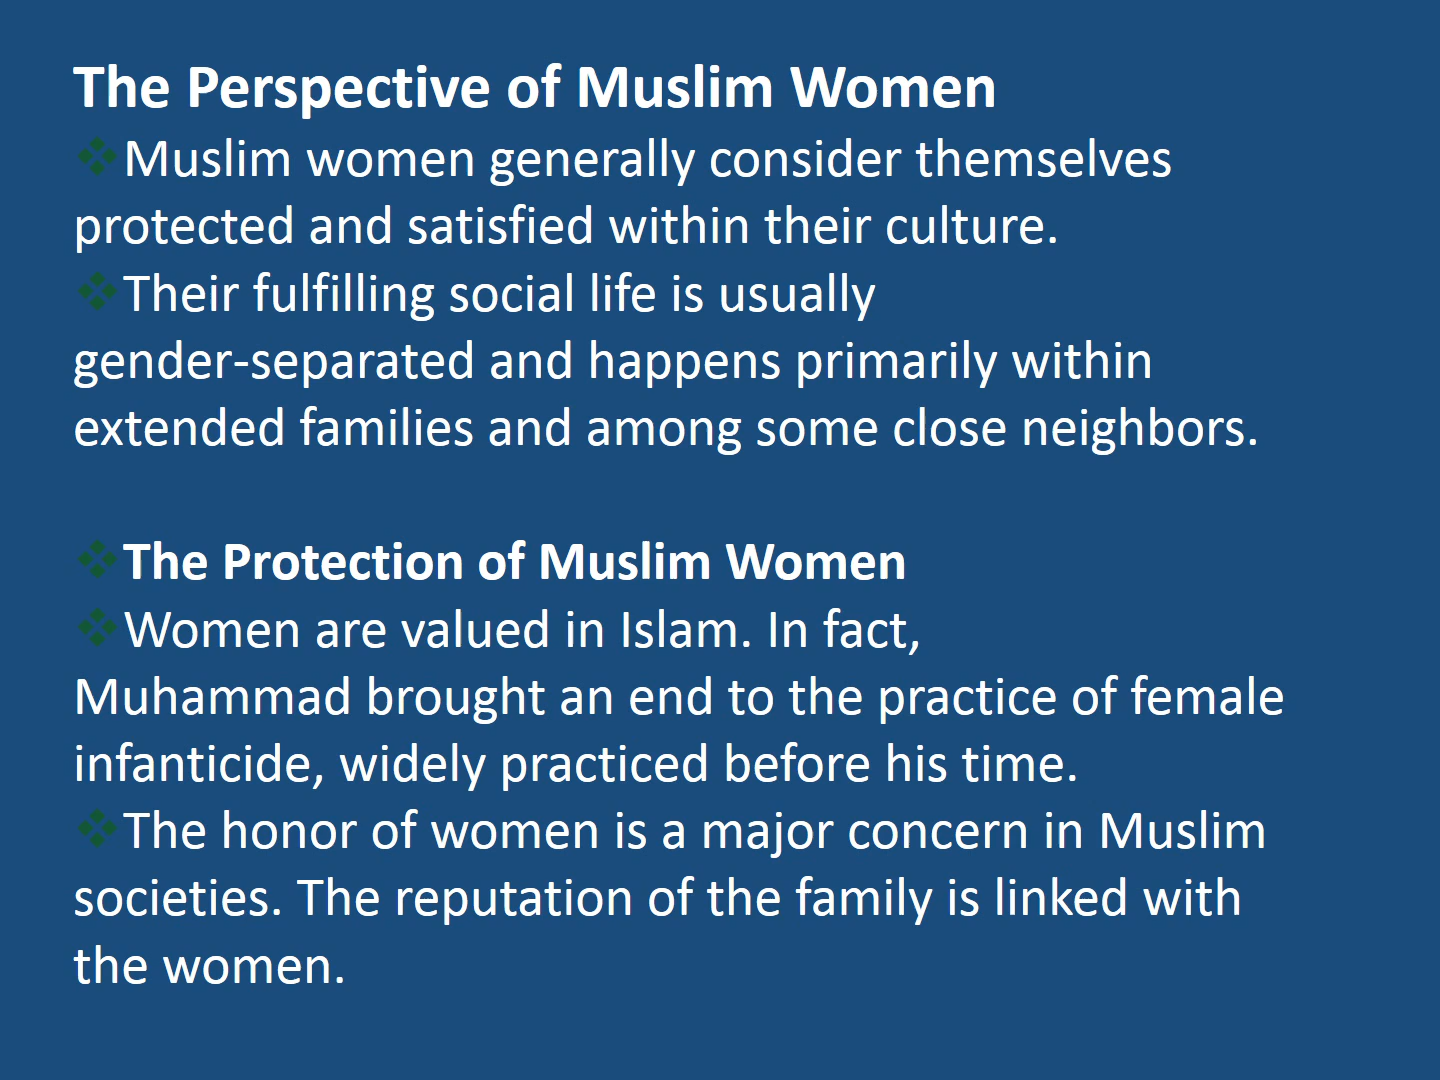 The Perspective of Muslim Women
❖Muslim women generally consider themselves
protected and satisfied within their culture.
❖Their fulfilling social life is usually
gender-separated and happens primarily within
extended families and among some close neighbors.
❖The Protection of Muslim Women
❖Women are valued in Islam. In fact,
Muhammad brought an end to the practice of female
infanticide, widely practiced before his time.
❖The honor of women is a major concern in Muslim
societies. The reputation of the family is linked with
the women.